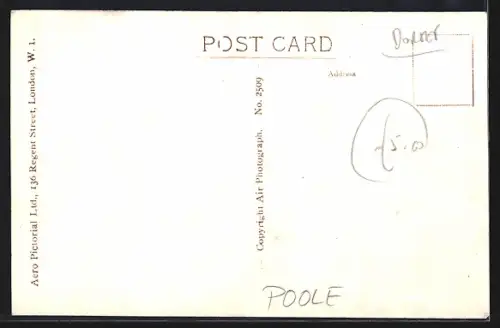 POST CARD
Dorset
Address
Aero Pictorial Ltd., 136 Regent Street, London, W. 1.
Copyright Air Photograph. No. 2509
£5.00
POOLE